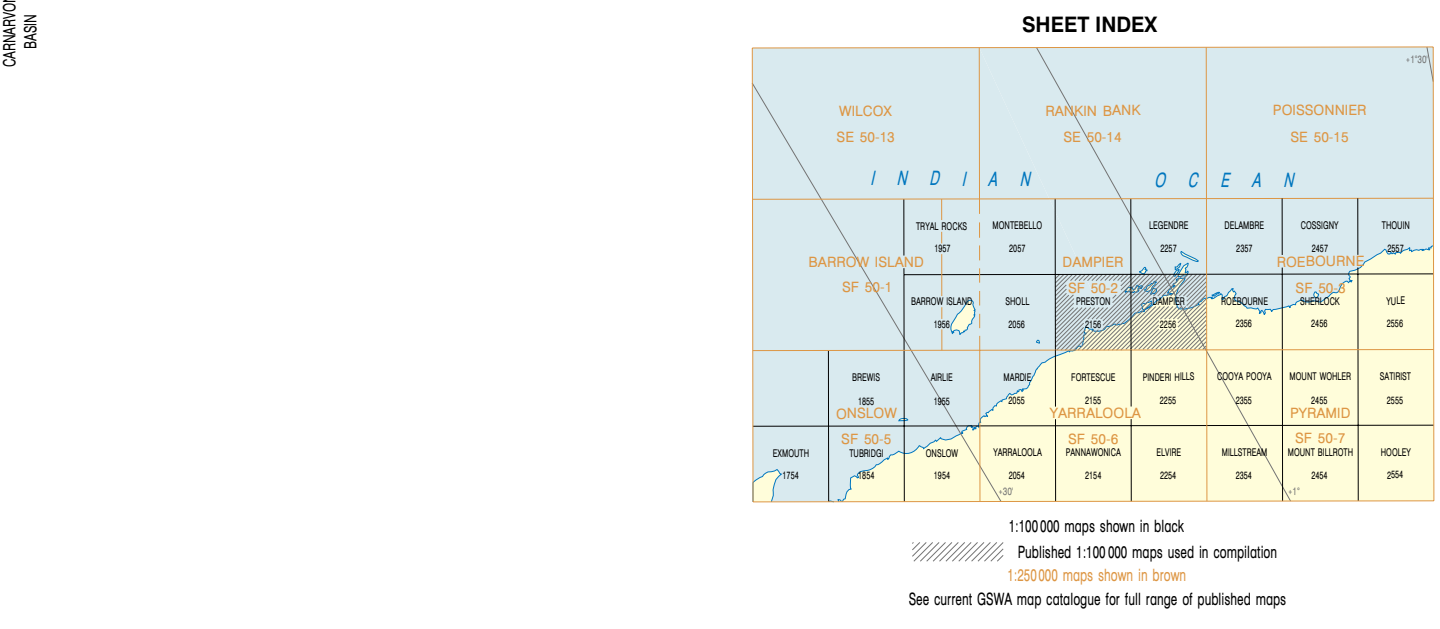 CARNARVON
BASIN
SHEET INDEX
+1°30'
WILCOX
RANKIN BANK
POISSONNIER
SE 50-13
SE 50-14
SE 50-15
INDIAN OCEAN
TRYAL ROCKS
MONTEBELLO
LEGENDRE
DELAMBRE
COSSIGNY
THOUIN
1957
2057
2257
2357
2457
2557
BARROW ISLAND
DAMPIER
ROEBOURNE
SF 50-1
SF 50-2
SF 50-3
BARROW ISLAND
SHOLL
PRESTON
DAMPIER
ROEBOURNE
SHERLOCK
YULE
1956
2056
2156
2256
2356
2456
2556
BREWIS
AIRLIE
MARDIE
FORTESCUE
PINDERI HILLS
COOYA POOYA
MOUNT WOHLER
SATIRIST
1855
1955
2055
2155
2255
2355
2455
2555
ONSLOW
YARRALOOLA
PYRAMID
SF 50-5
SF 50-6
SF 50-7
EXMOUTH
TUBRIDGI
ONSLOW
YARRALOOLA
PANNAWONICA
ELVIRE
MILLSTREAM
MOUNT BILLROTH
HOOLEY
1754
1854
1954
2054
2154
2254
2354
2454
2554
+30'
+1°
1:100 000 maps shown in black
Published 1:100 000 maps used in compilation
1:250 000 maps shown in brown
See current GSWA map catalogue for full range of published maps